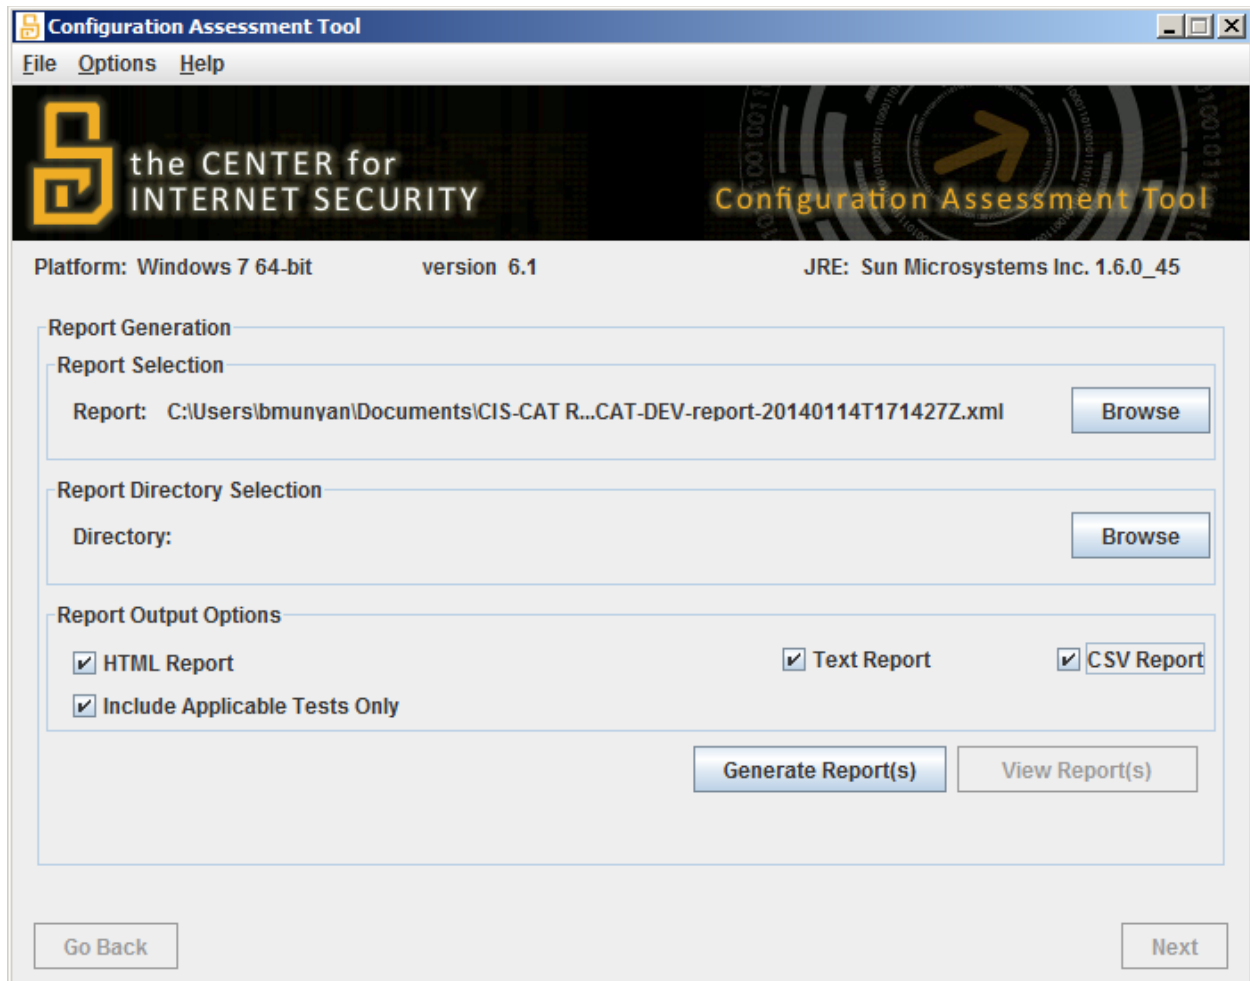 Configuration Assessment Tool
File Options Help
the CENTER for
INTERNET SECURITY
Configuration Assessment Tool
Platform: Windows 7 64-bit version 6.1 JRE: Sun Microsystems Inc. 1.6.0_45
Report Generation
Report Selection
Report: C:\Users\bmunyan\Documents\CIS-CAT R...CAT-DEV-report-20140114T171427Z.xml Browse
Report Directory Selection
Directory: Browse
Report Output Options
HTML Report Text Report CSV Report
Include Applicable Tests Only
Generate Report(s) View Report(s)
Go Back Next